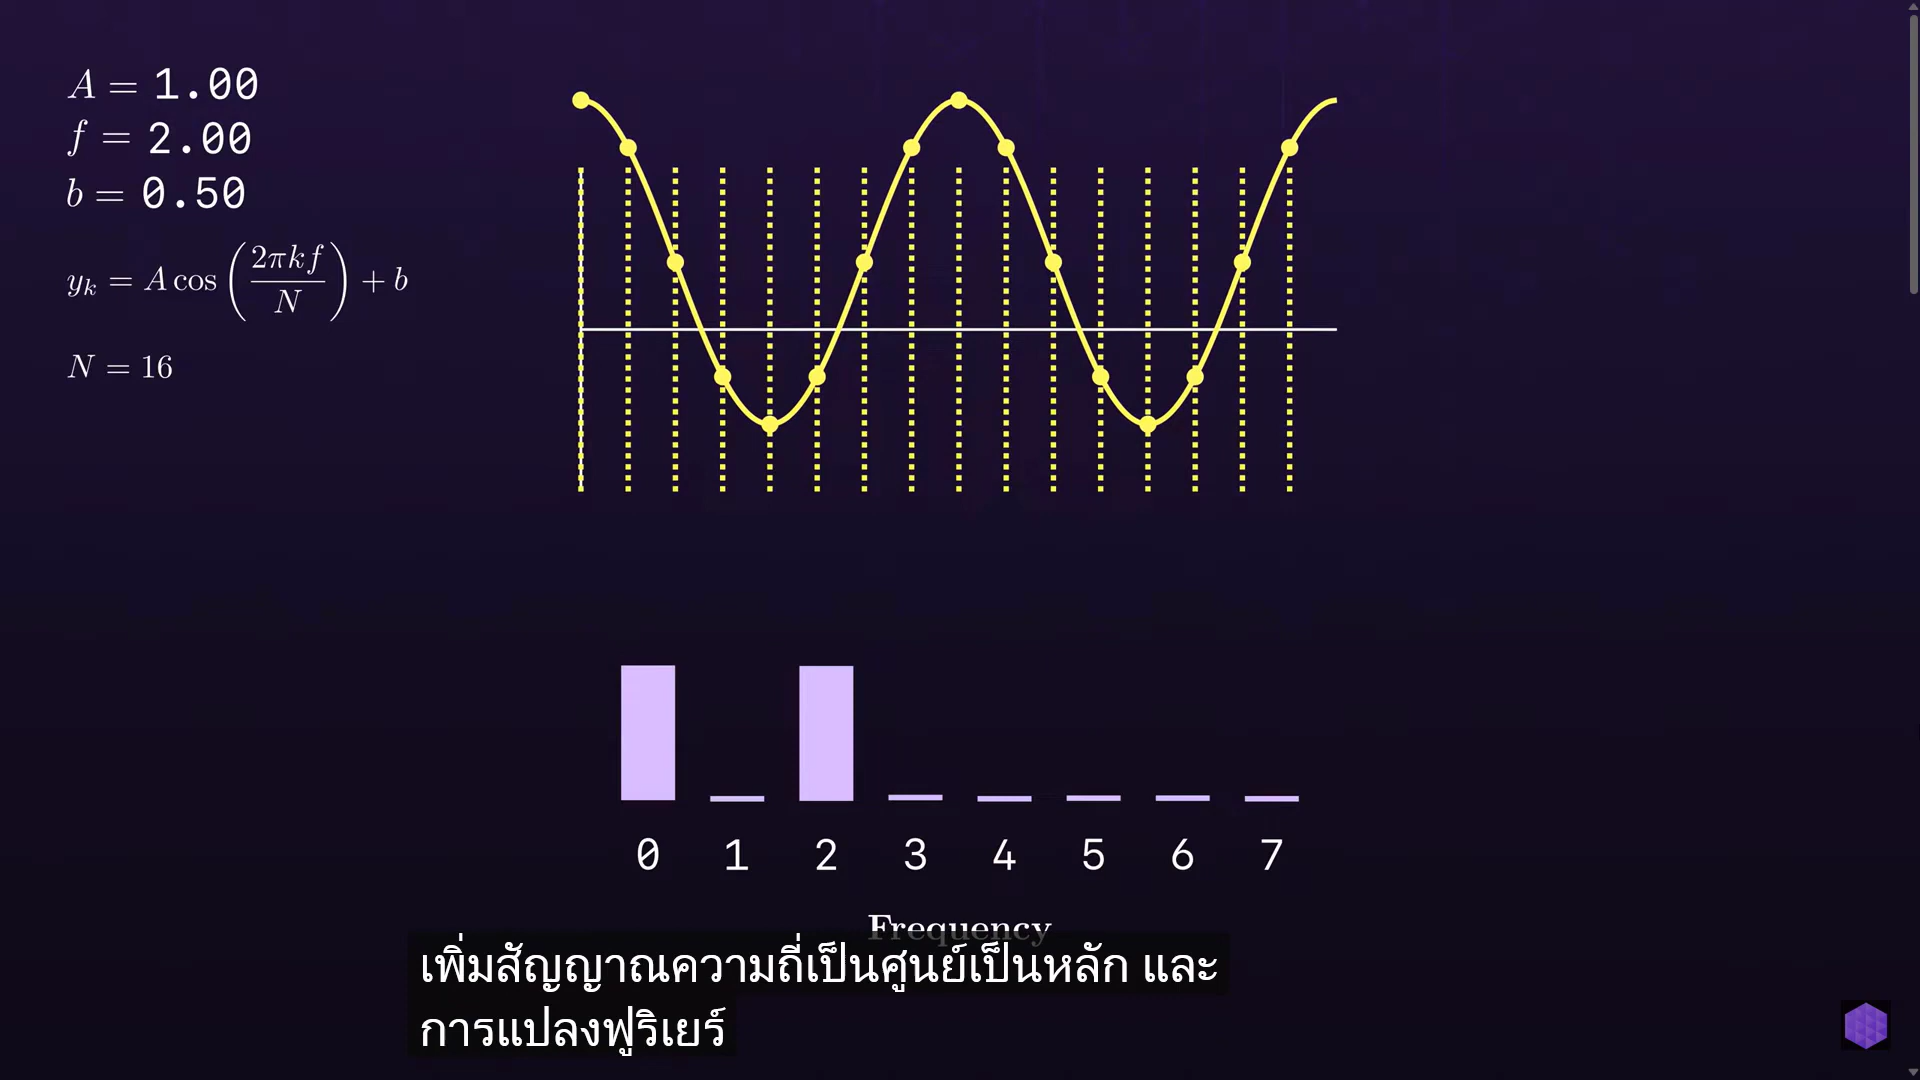 A = 1.00
f = 2.00
b = 0.50
y_k = A cos(2πkf/N) + b
N = 16
0 1 2 3 4 5 6 7
Frequency
เพิ่มสัญญาณความถี่เป็นศูนย์เป็นหลัก และ
การแปลงฟูริเยร์